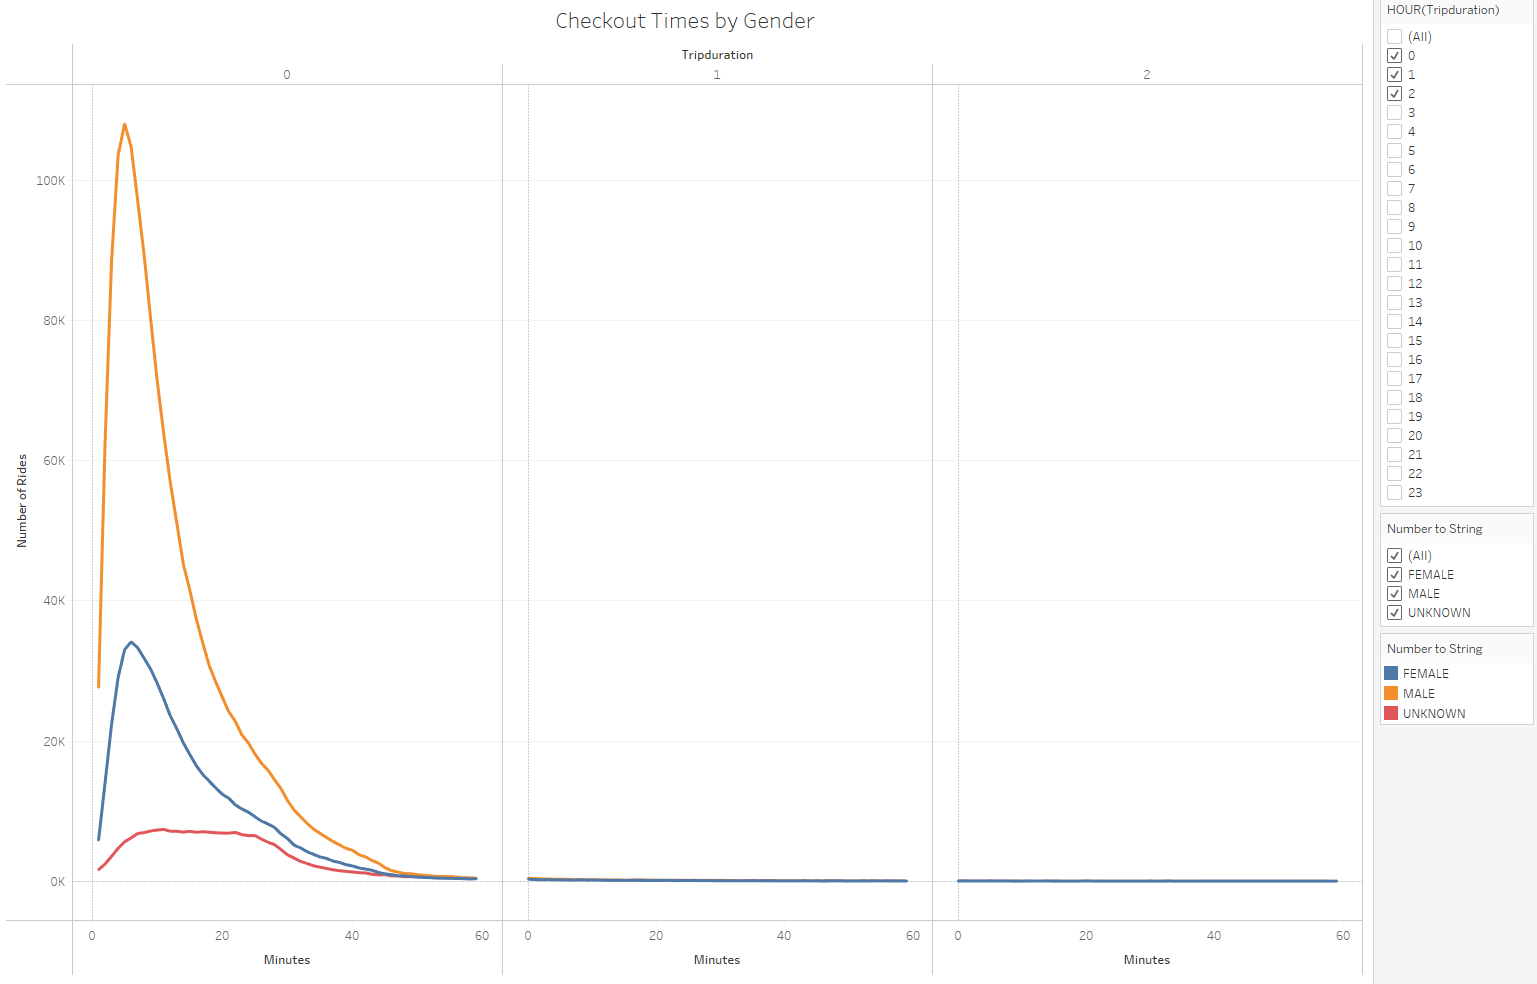 Checkout Times by Gender
Tripduration
0 1 2
100K
80K
60K
40K
20K
0K
Number of Rides
0 20 40 60 0 20 40 60 0 20 40 60
Minutes Minutes Minutes
HOUR(Tripduration)
(All)
0
1
2
3
4
5
6
7
8
9
10
11
12
13
14
15
16
17
18
19
20
21
22
23
Number to String
(All)
FEMALE
MALE
UNKNOWN
Number to String
FEMALE
MALE
UNKNOWN